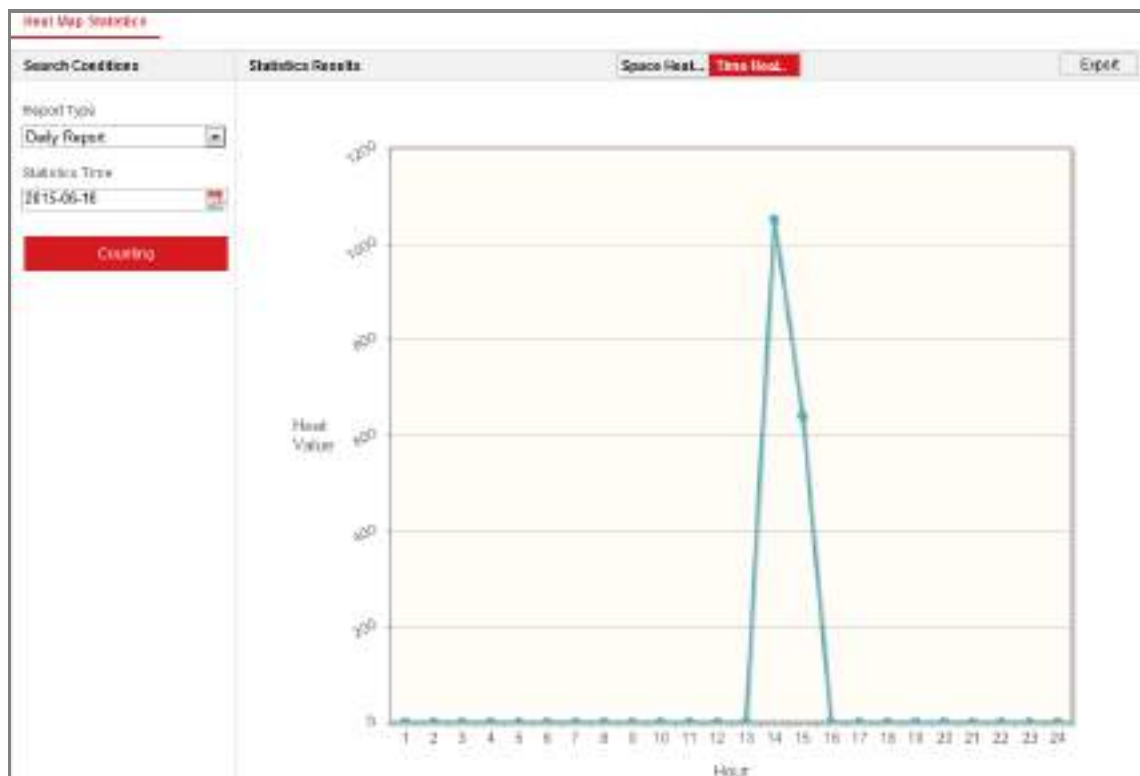 Heat Map Statistics
Search Conditions
Statistics Results
Space Heat...
Time Heat...
Export
Report Type
Daily Report
Statistics Time
2015-06-16
Counting
1200
1000
800
600
400
200
0
Heat
Value
1 2 3 4 5 6 7 8 9 10 11 12 13 14 15 16 17 18 19 20 21 22 23 24
Hour